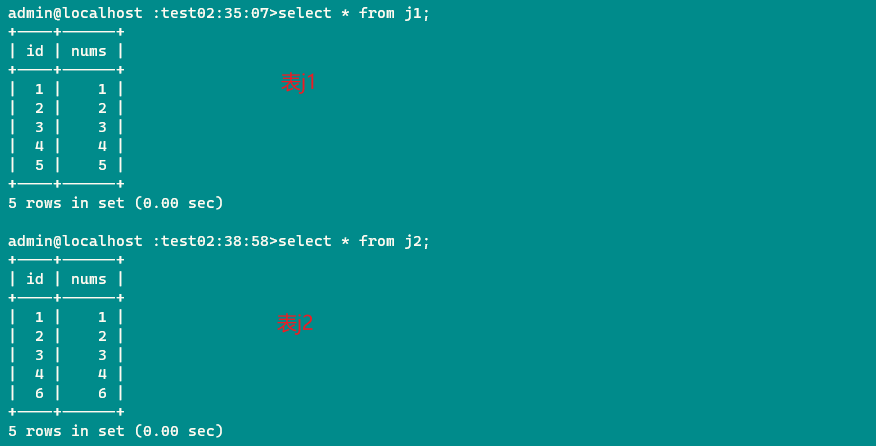 admin@localhost :test02:35:07>select * from j1;
+----+------+
| id | nums |
+----+------+
|  1 |    1 |
|  2 |    2 |
|  3 |    3 |
|  4 |    4 |
|  5 |    5 |
+----+------+
表j1
5 rows in set (0.00 sec)
admin@localhost :test02:38:58>select * from j2;
+----+------+
| id | nums |
+----+------+
|  1 |    1 |
|  2 |    2 |
|  3 |    3 |
|  4 |    4 |
|  6 |    6 |
+----+------+
表j2
5 rows in set (0.00 sec)